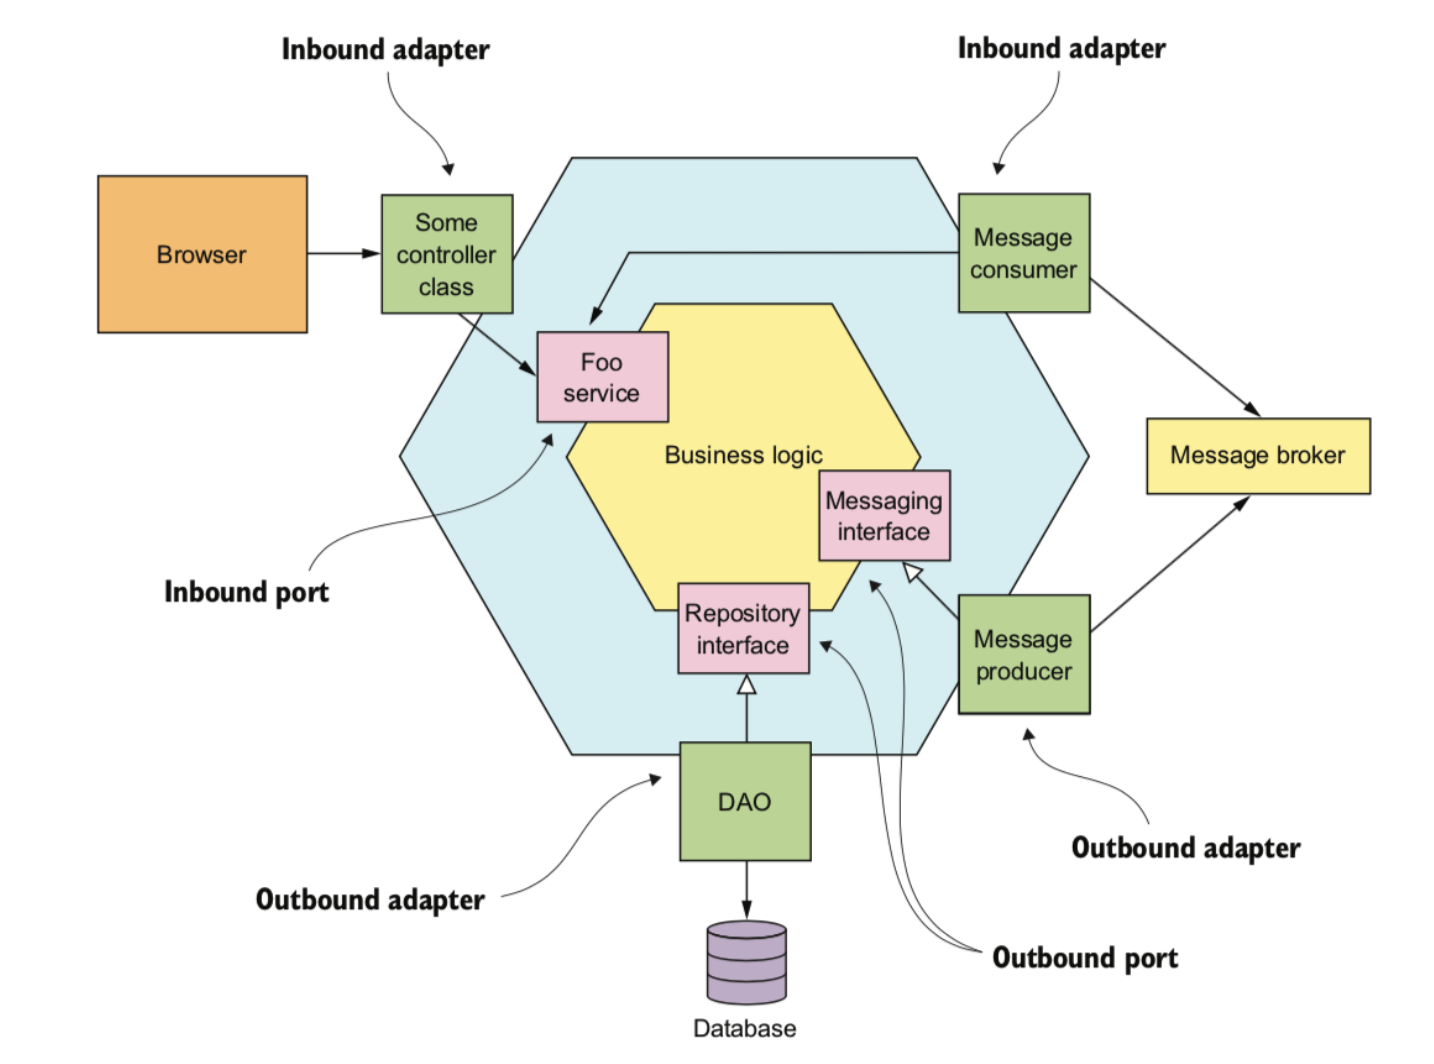 Inbound adapter
Inbound adapter
Browser
Some
controller
class
Message
consumer
Foo
service
Business logic
Message broker
Messaging
interface
Inbound port
Repository
interface
Message
producer
DAO
Outbound adapter
Outbound adapter
Outbound port
Database